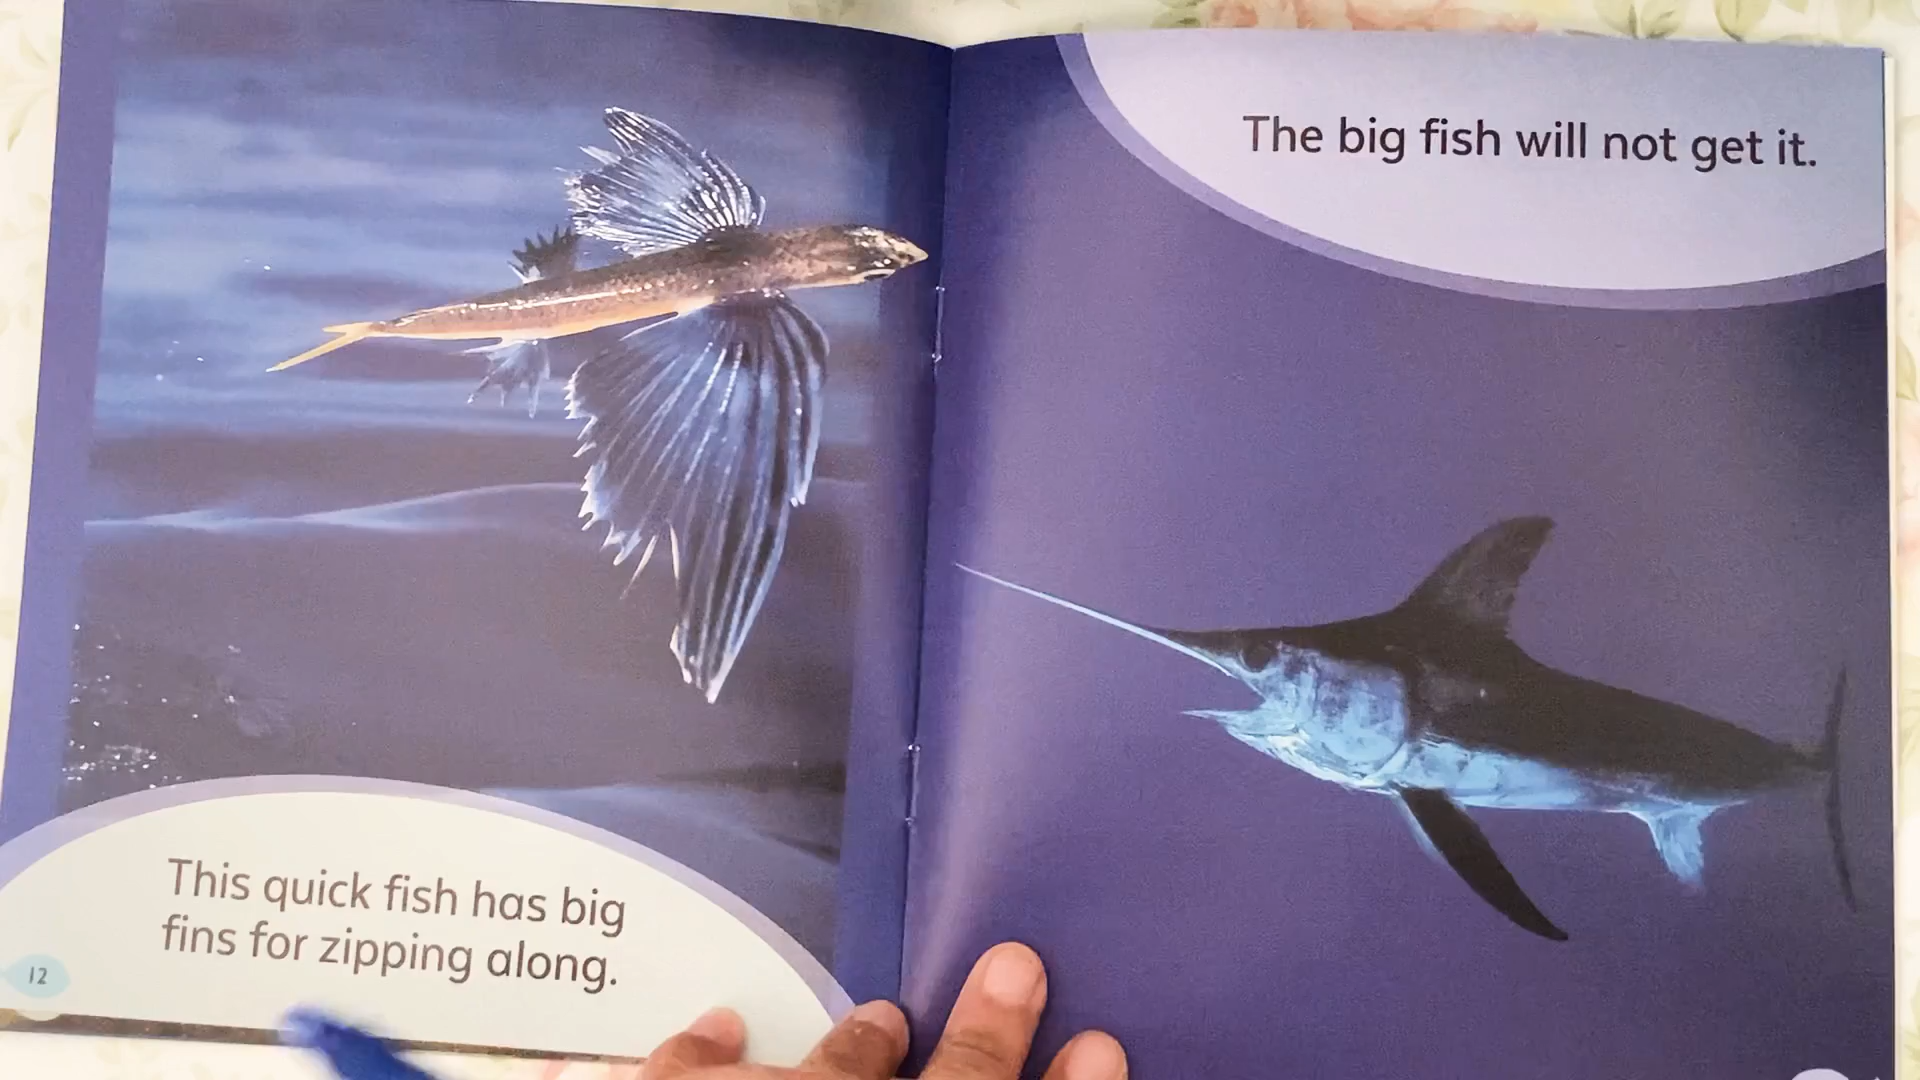 This quick fish has big
fins for zipping along.
12
The big fish will not get it.